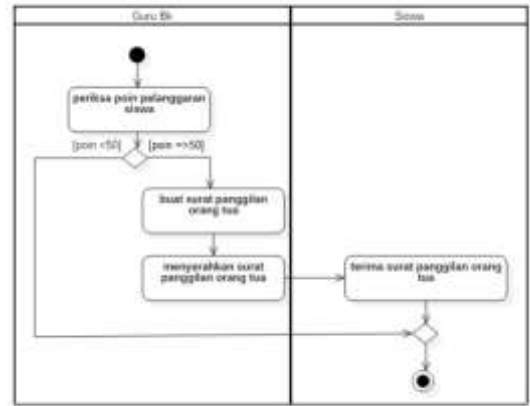 Guru Bk
Siswa
periksa poin pelanggaran
siswa
[poin <50]
[poin =>50]
buat surat panggilan
orang tua
menyerahkan surat
panggilan orang tua
terima surat panggilan orang
tua